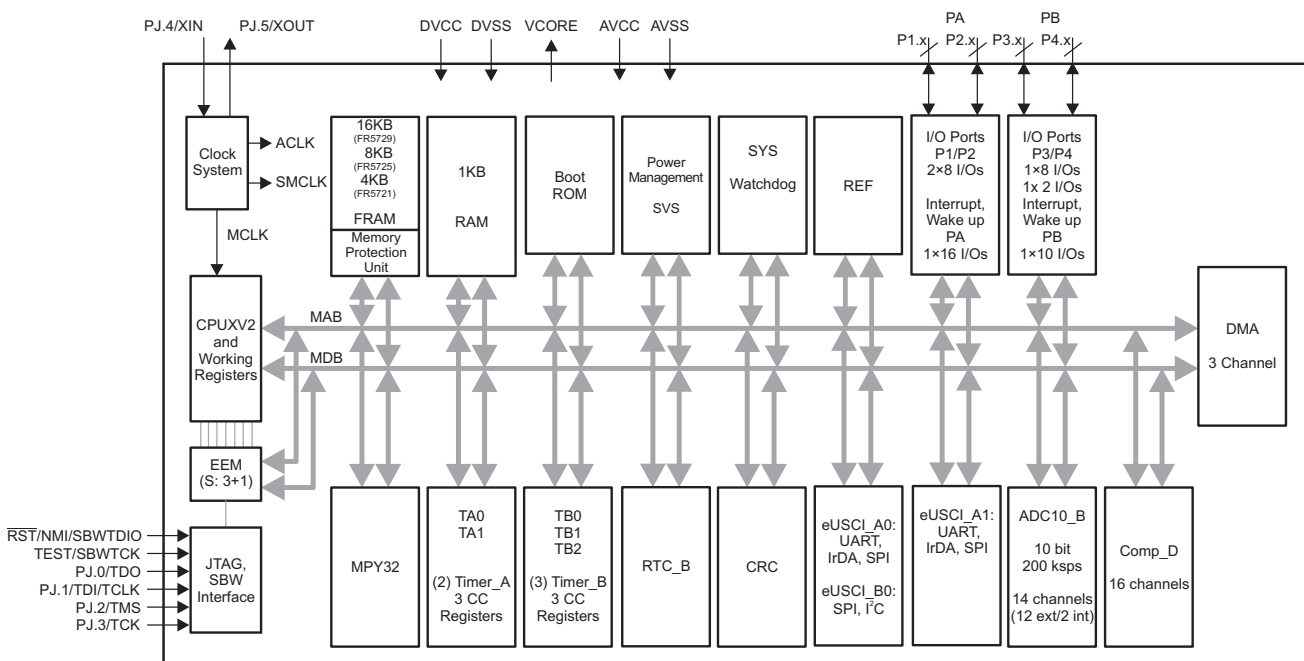 PJ.4/XIN
PJ.5/XOUT
DVCC
DVSS
VCORE
AVCC
AVSS
PA
P1.x
P2.x
PB
P3.x
P4.x
Clock
System
ACLK
SMCLK
MCLK
16KB
(FR5729)
8KB
(FR5725)
4KB
(FR5721)
FRAM
Memory
Protection
Unit
1KB
RAM
Boot
ROM
Power
Management
SVS
SYS
Watchdog
REF
I/O Ports
P1/P2
2×8 I/Os
Interrupt,
Wake up
PA
1×16 I/Os
I/O Ports
P3/P4
1×8 I/Os
1x 2 I/Os
Interrupt,
Wake up
PB
1×10 I/Os
CPUXV2
and
Working
Registers
MAB
MDB
DMA
3 Channel
EEM
(S: 3+1)
RST/NMI/SBWTDIO
TEST/SBWTCK
PJ.0/TDO
PJ.1/TDI/TCLK
PJ.2/TMS
PJ.3/TCK
JTAG,
SBW
Interface
MPY32
TA0
TA1
(2) Timer_A
3 CC
Registers
TB0
TB1
TB2
(3) Timer_B
3 CC
Registers
RTC_B
CRC
eUSCI_A0:
UART,
IrDA, SPI
eUSCI_B0:
SPI, I²C
eUSCI_A1:
UART,
IrDA, SPI
ADC10_B
10 bit
200 ksps
14 channels
(12 ext/2 int)
Comp_D
16 channels